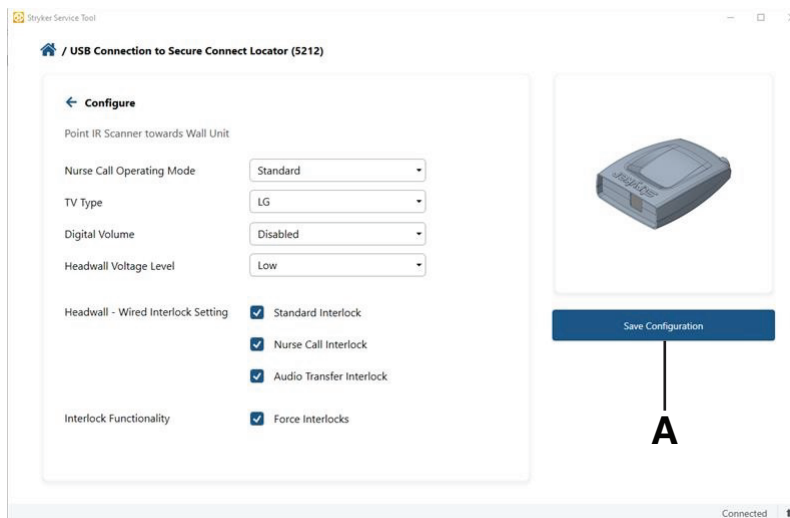 Stryker Service Tool
/ USB Connection to Secure Connect Locator (5212)
Configure
Point IR Scanner towards Wall Unit
Nurse Call Operating Mode Standard
TV Type LG
Digital Volume Disabled
Headwall Voltage Level Low
Headwall - Wired Interlock Setting Standard Interlock
Nurse Call Interlock
Audio Transfer Interlock
Interlock Functionality Force Interlocks
stryker
Save Configuration
A
Connected